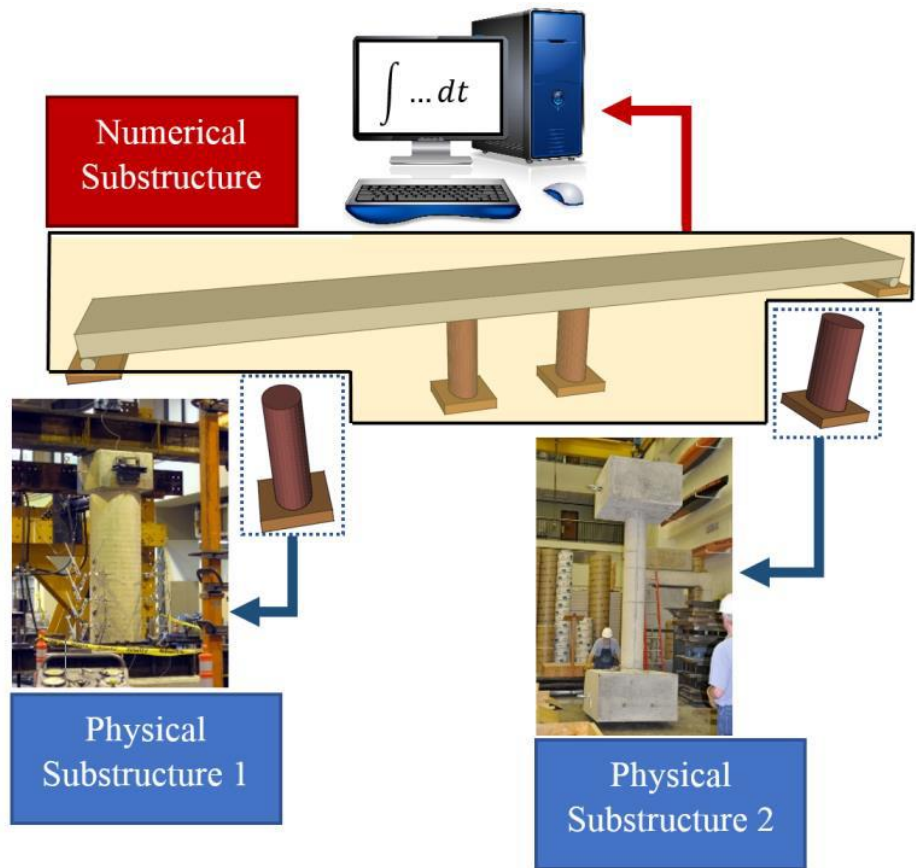 ∫ ... dt
Numerical
Substructure
Physical
Substructure 1
Physical
Substructure 2